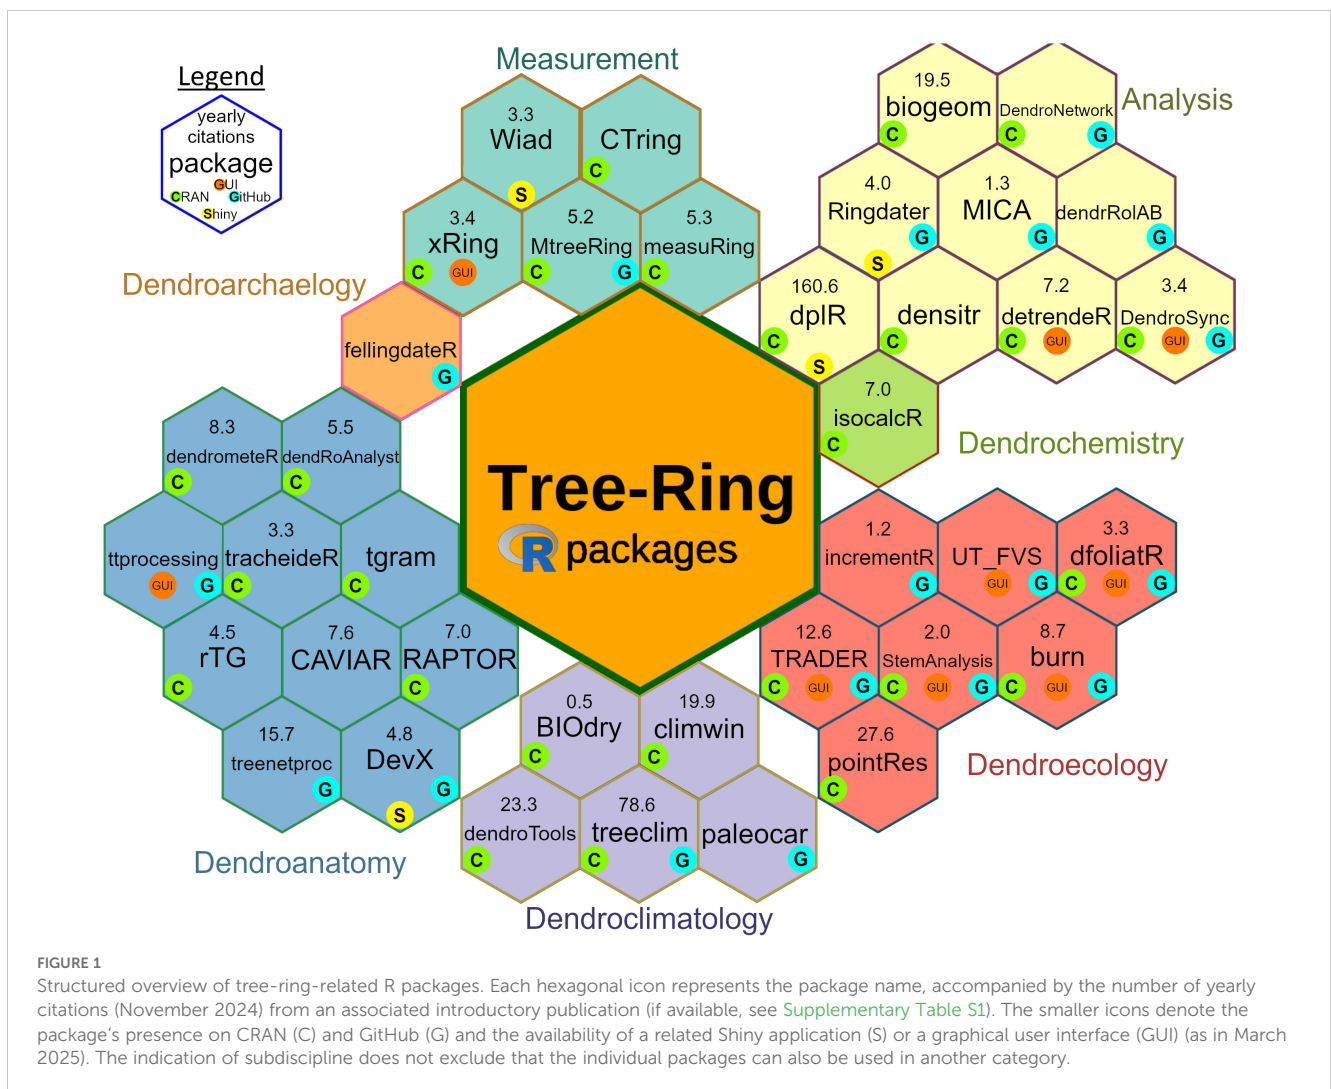 Legend
yearly
citations
package
GUI
CRAN GitHub
Shiny
Measurement
3.3
Wiad
S
CTring
C
3.4
xRing
C GUI
5.2
MtreeRing
C G
5.3
measuRing
C
Analysis
19.5
biogeom
C
DendroNetwork
C G
4.0
Ringdater
G
S
1.3
MICA
G
dendrRolAB
G
160.6
dplR
C
S
densitr
C
7.2
detrendeR
C GUI
3.4
DendroSync
C GUI G
Dendroarchaelogy
fellingdateR
G
7.0
isocalcR
C
Dendrochemistry
Tree-Ring
R packages
8.3
dendrometeR
C
5.5
dendRoAnalyst
C
ttprocessing
GUI G
3.3
tracheideR
C
tgram
C
4.5
rTG
C
7.6
CAVIAR
7.0
RAPTOR
C
15.7
treenetproc
G
4.8
DevX
G
S
Dendroanatomy
1.2
incrementR
G
UT_FVS
GUI G
3.3
dfoliatR
C GUI G
12.6
TRADER
C GUI G
2.0
StemAnalysis
C GUI G
8.7
burn
C GUI G
27.6
pointRes
C
Dendroecology
0.5
BIOdry
C
19.9
climwin
C
23.3
dendroTools
C
78.6
treeclim
C G
paleocar
G
Dendroclimatology
FIGURE 1
Structured overview of tree-ring-related R packages. Each hexagonal icon represents the package name, accompanied by the number of yearly
citations (November 2024) from an associated introductory publication (if available, see Supplementary Table S1). The smaller icons denote the
package's presence on CRAN (C) and GitHub (G) and the availability of a related Shiny application (S) or a graphical user interface (GUI) (as in March
2025). The indication of subdiscipline does not exclude that the individual packages can also be used in another category.